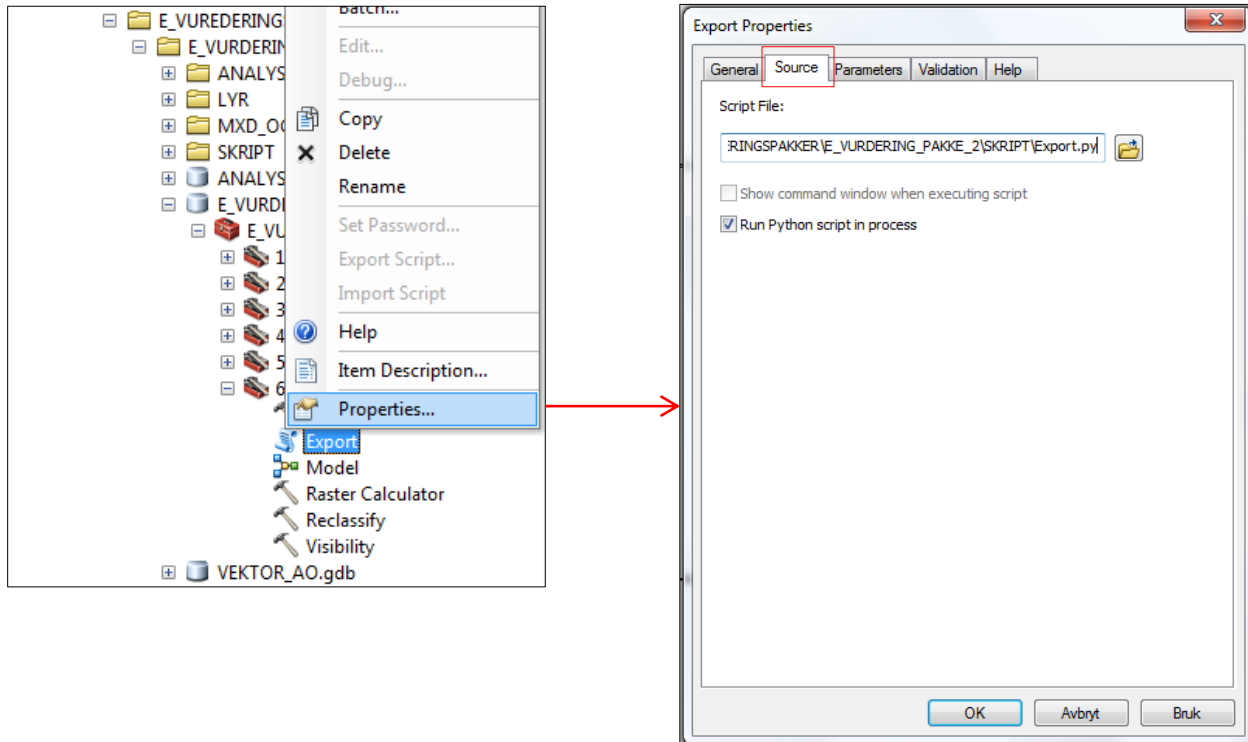 E_VUREDERING
E_VURDERIN
ANALYS
LYR
MXD_O
SKRIPT
ANALYS
E_VURD
E_VU
1
2
3
4
5
6
Export
Model
Raster Calculator
Reclassify
Visibility
VEKTOR_AO.gdb
Batch...
Edit...
Debug...
Copy
Delete
Rename
Set Password...
Export Script...
Import Script
Help
Item Description...
Properties...
Export Properties
General
Source
Parameters
Validation
Help
Script File:
RINGSPAKKER\E_VURDERING_PAKKE_2\SKRIPT\Export.py
Show command window when executing script
Run Python script in process
OK
Avbryt
Bruk